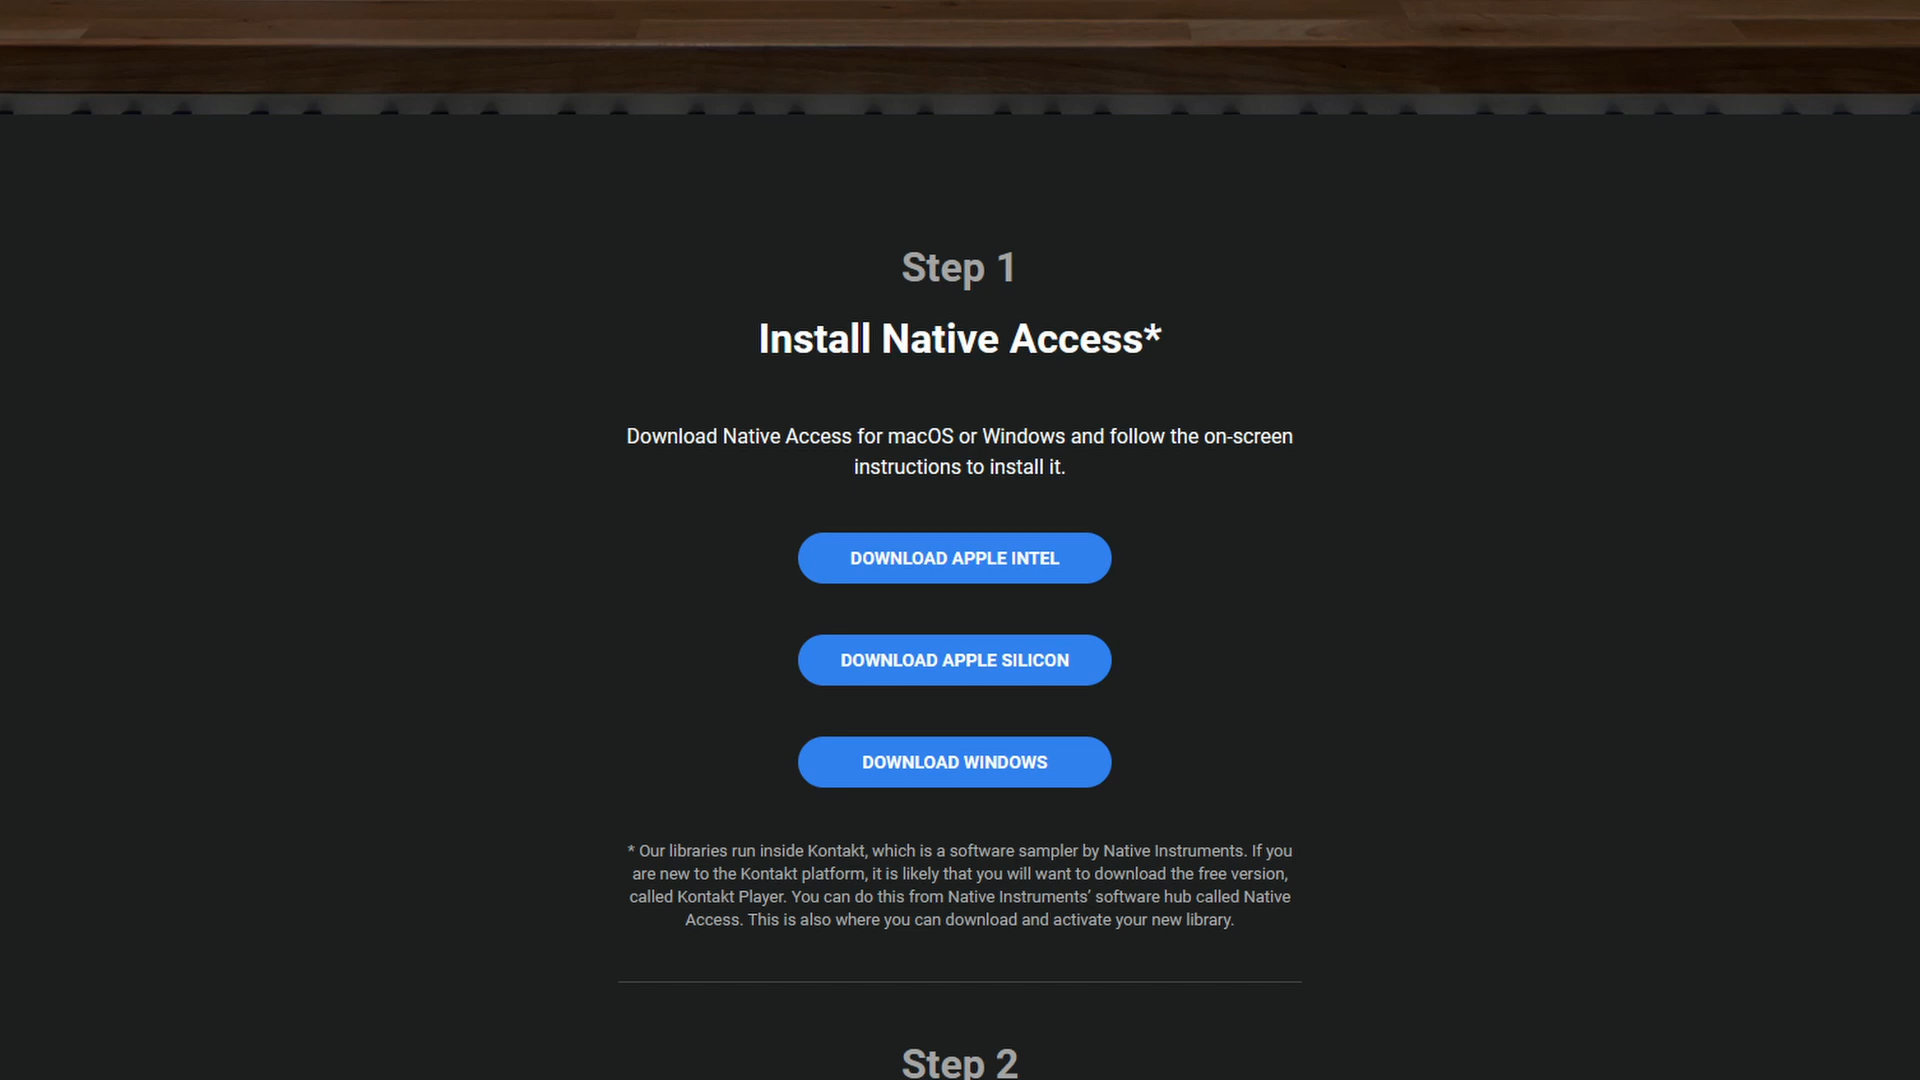 Step 1
Install Native Access*
Download Native Access for macOS or Windows and follow the on-screen
instructions to install it.
DOWNLOAD APPLE INTEL
DOWNLOAD APPLE SILICON
DOWNLOAD WINDOWS
* Our libraries run inside Kontakt, which is a software sampler by Native Instruments. If you
are new to the Kontakt platform, it is likely that you will want to download the free version,
called Kontakt Player. You can do this from Native Instruments’ software hub called Native
Access. This is also where you can download and activate your new library.
Step 2